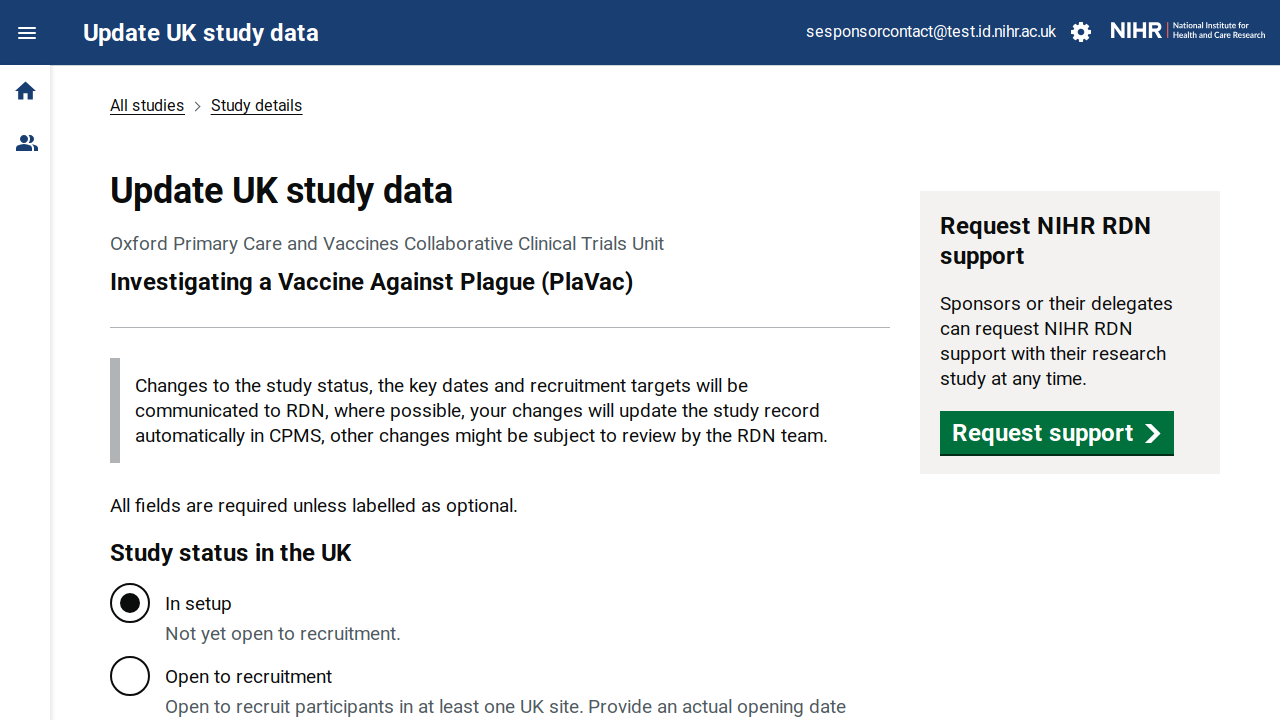 Update UK study data
sesponsorcontact@test.id.nihr.ac.uk
NIHR | National Institute for
Health and Care Research
All studies
Study details
Update UK study data
Oxford Primary Care and Vaccines Collaborative Clinical Trials Unit
Investigating a Vaccine Against Plague (PlaVac)
Changes to the study status, the key dates and recruitment targets will be
communicated to RDN, where possible, your changes will update the study record
automatically in CPMS, other changes might be subject to review by the RDN team.
All fields are required unless labelled as optional.
Study status in the UK
In setup
Not yet open to recruitment.
Open to recruitment
Open to recruit participants in at least one UK site. Provide an actual opening date
Request NIHR RDN
support
Sponsors or their delegates
can request NIHR RDN
support with their research
study at any time.
Request support